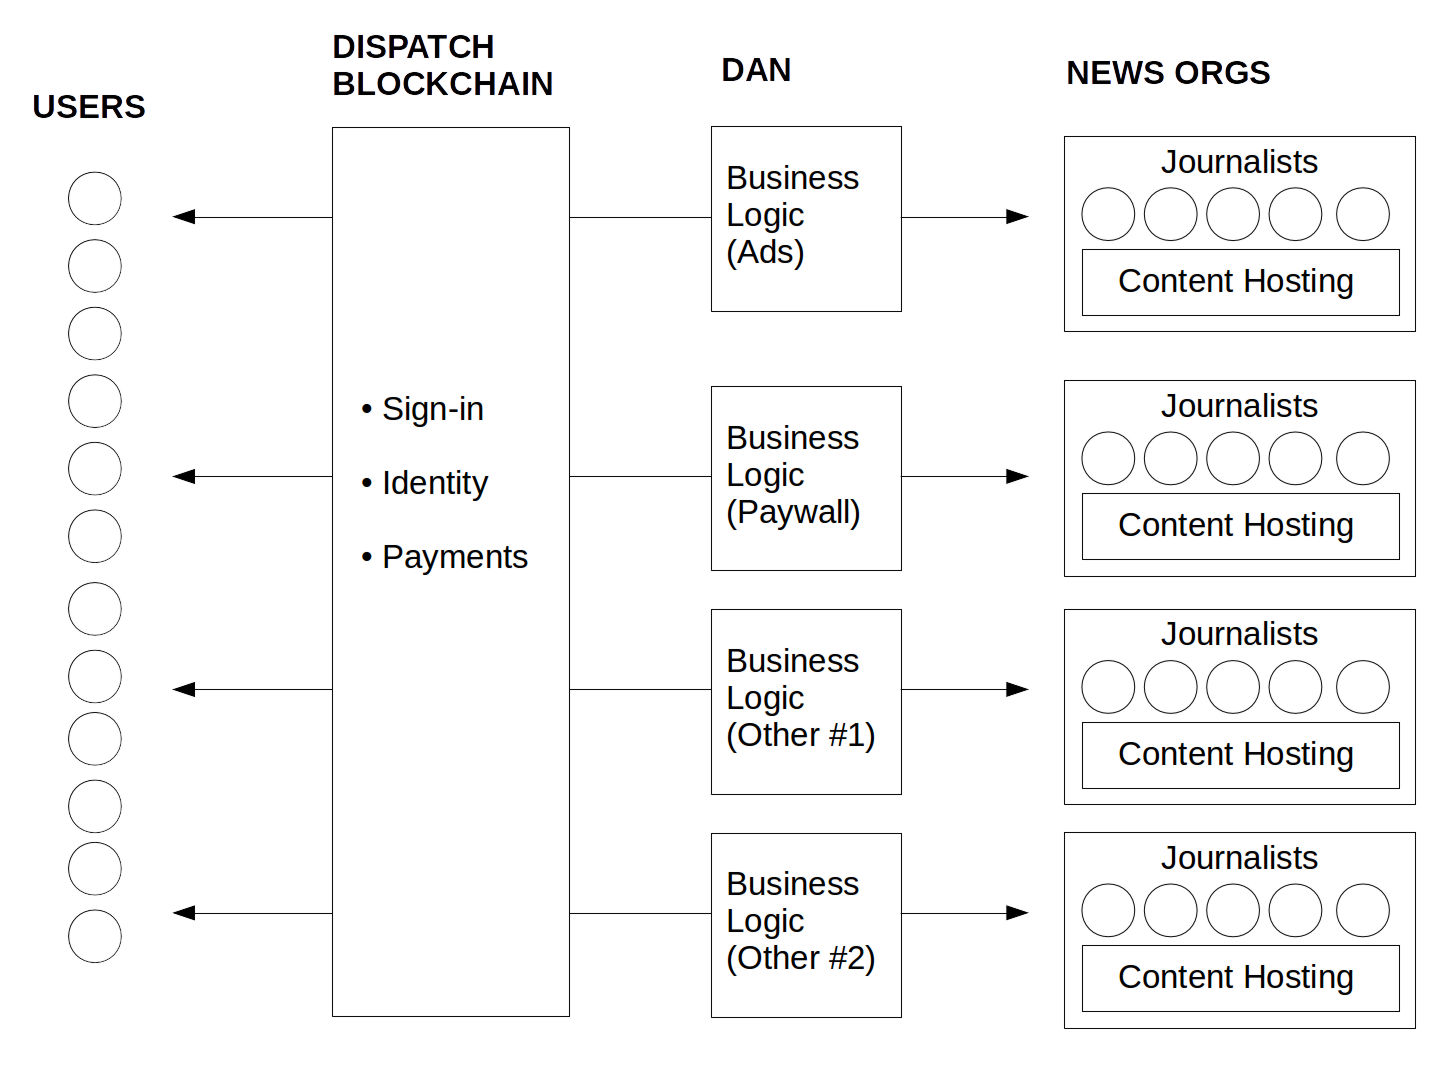 USERS
DISPATCH
BLOCKCHAIN
DAN
NEWS ORGS
• Sign-in
• Identity
• Payments
Business
Logic
(Ads)
Journalists
Content Hosting
Business
Logic
(Paywall)
Journalists
Content Hosting
Business
Logic
(Other #1)
Journalists
Content Hosting
Business
Logic
(Other #2)
Journalists
Content Hosting